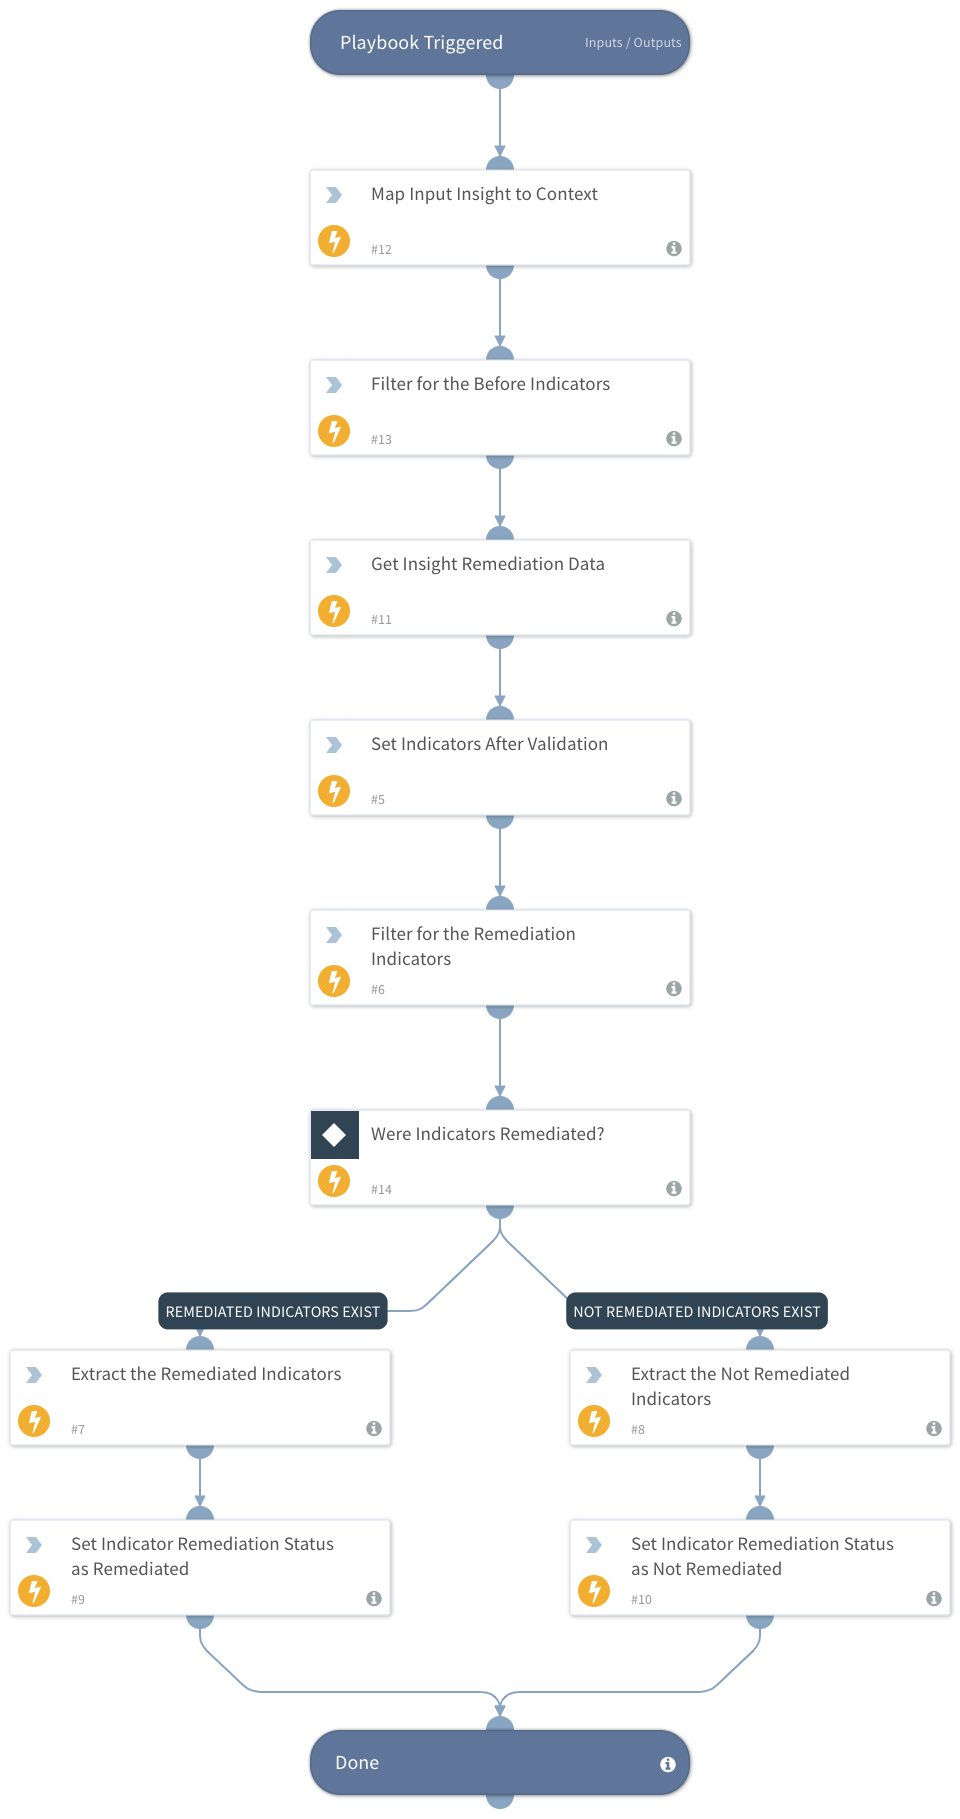 Playbook Triggered
Inputs / Outputs
Map Input Insight to Context
#12
Filter for the Before Indicators
#13
Get Insight Remediation Data
#11
Set Indicators After Validation
#5
Filter for the Remediation
Indicators
#6
Were Indicators Remediated?
#14
REMEDIATED INDICATORS EXIST
NOT REMEDIATED INDICATORS EXIST
Extract the Remediated Indicators
#7
Extract the Not Remediated
Indicators
#8
Set Indicator Remediation Status
as Remediated
#9
Set Indicator Remediation Status
as Not Remediated
#10
Done